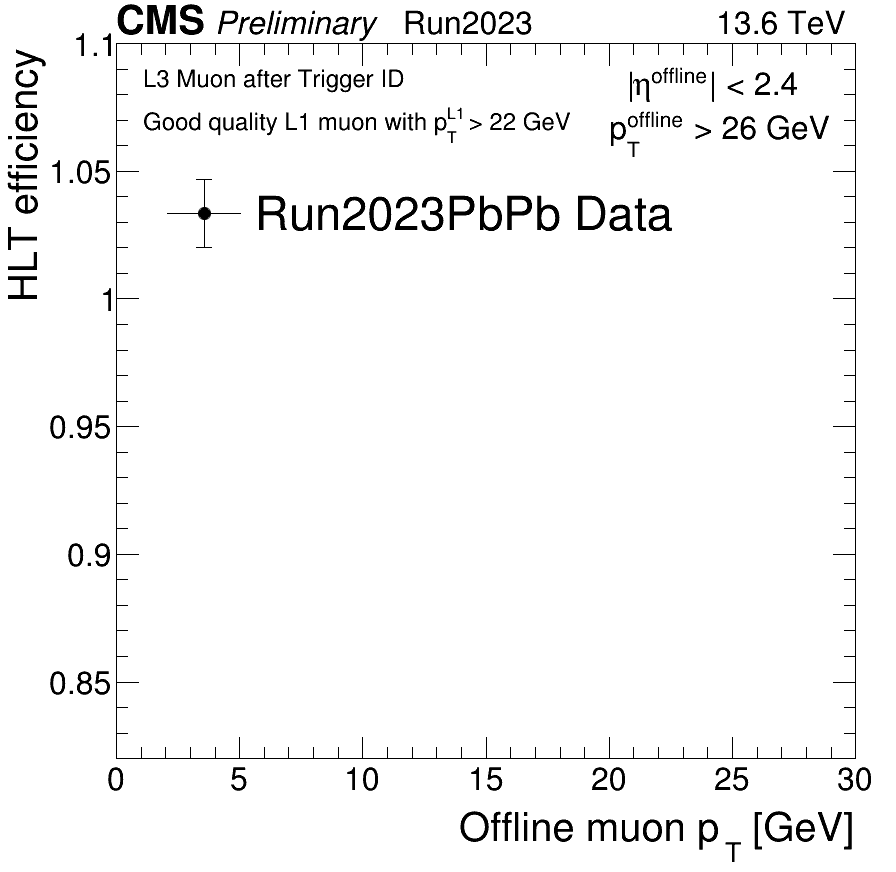 CMS Preliminary Run2023 13.6 TeV
HLT efficiency
1.1
1.05
1
0.95
0.9
0.85
L3 Muon after Trigger ID
Good quality L1 muon with p_T^L1 > 22 GeV
|η^offline| < 2.4
p_T^offline > 26 GeV
Run2023PbPb Data
0 5 10 15 20 25 30
Offline muon p_T [GeV]